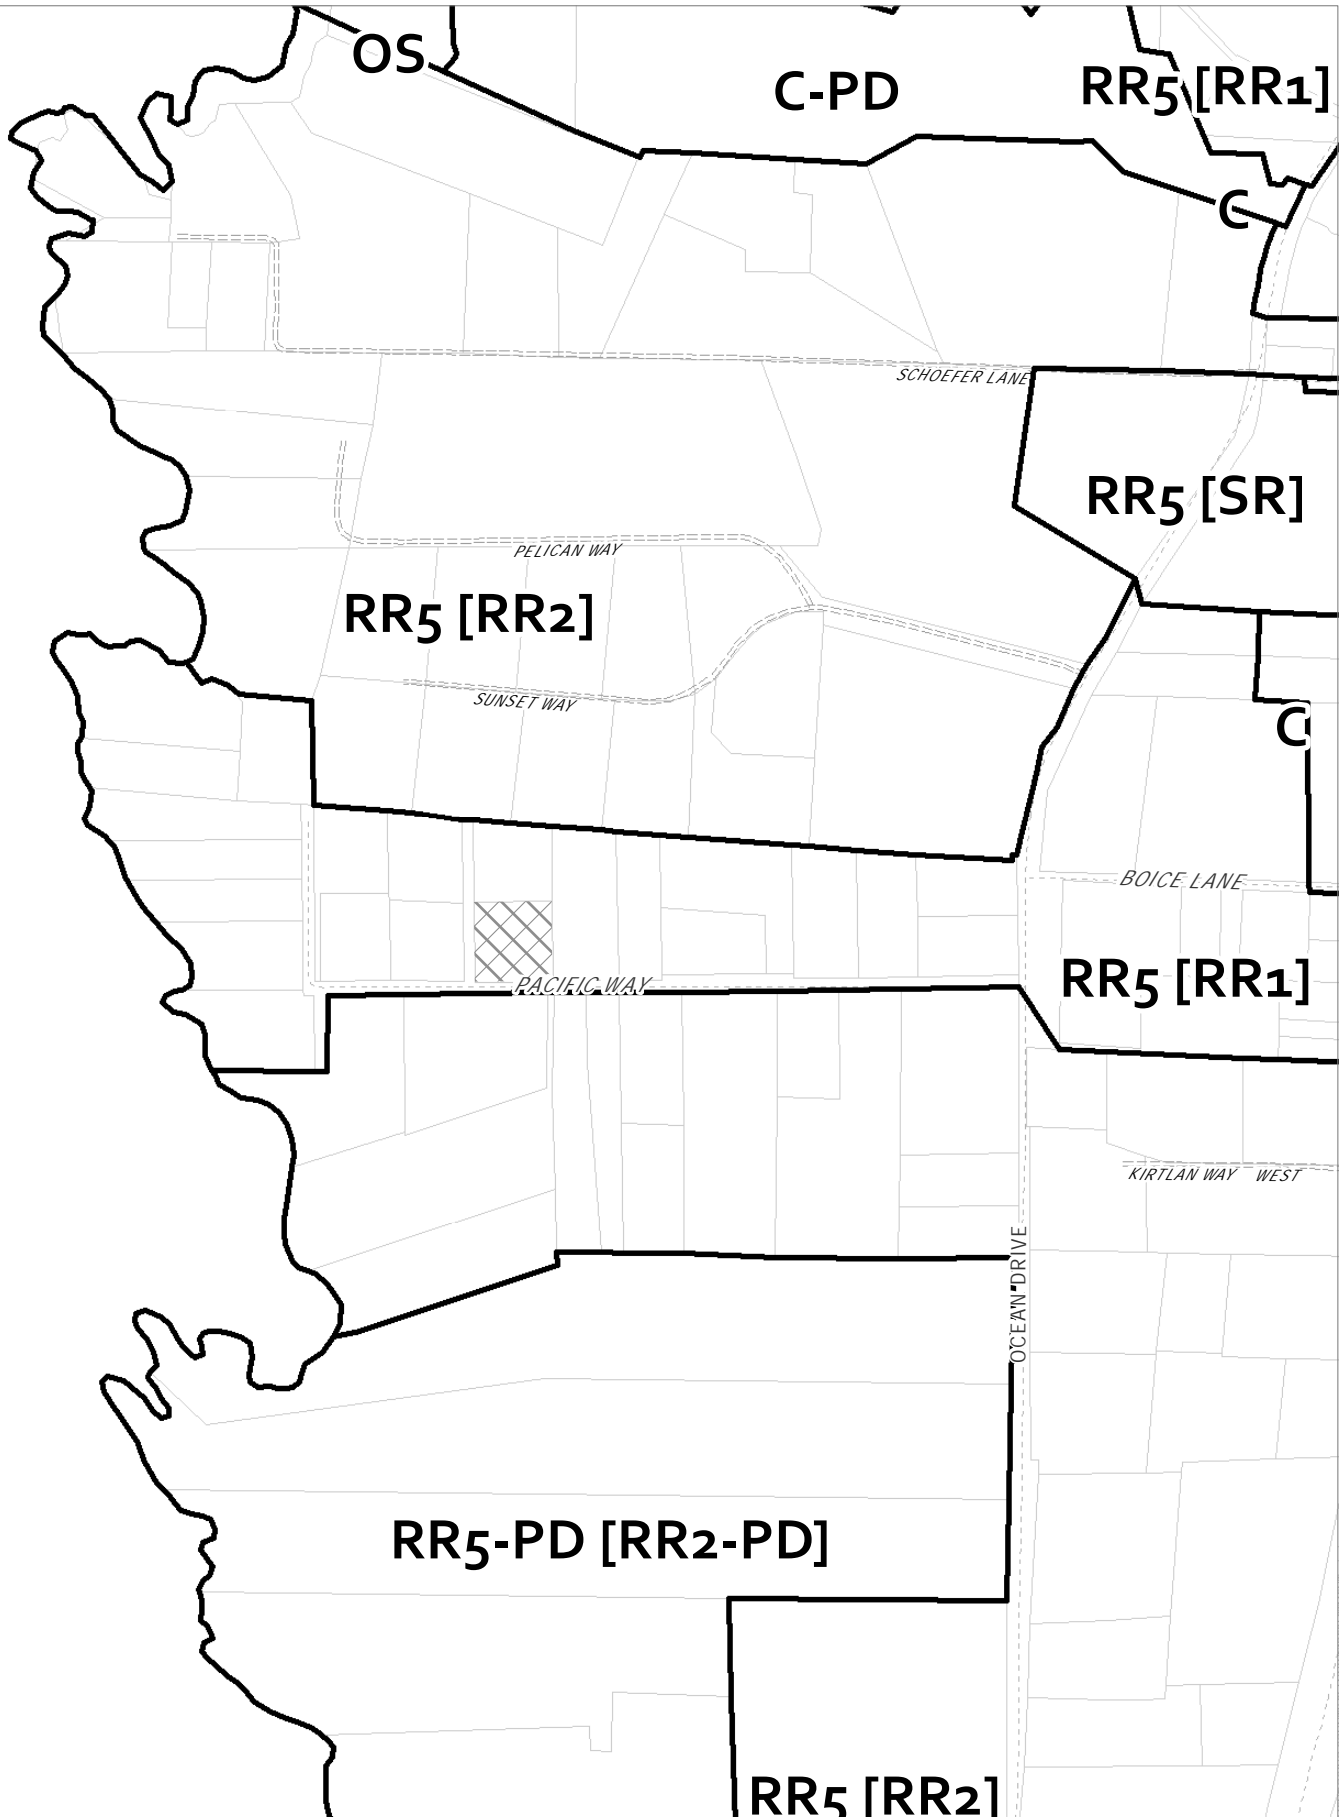 OS
C-PD
RR5 [RR1]
C
SCHOEFER LANE
RR5 [SR]
PELICAN WAY
RR5 [RR2]
SUNSET WAY
C
BOICE LANE
PACIFIC WAY
RR5 [RR1]
KIRTLAN WAY WEST
OCEAN DRIVE
RR5-PD [RR2-PD]
RR5 [RR2]